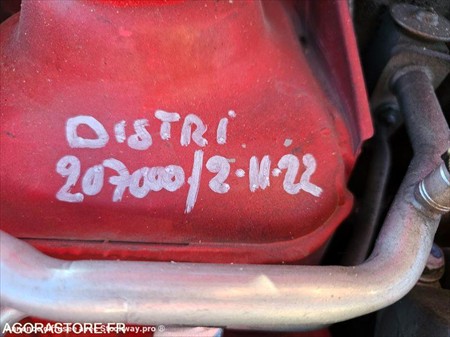 DISTRI
207000/2-11-22
AGORASTORE.FR